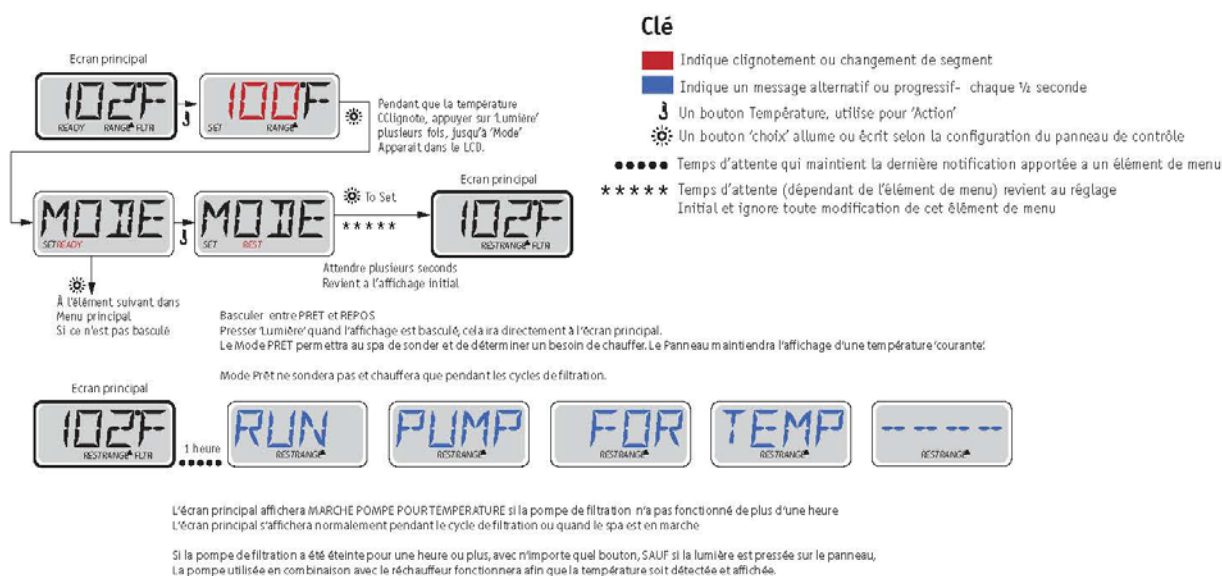 Clé
Indique clignotement ou changement de segment
Indique un message alternatif ou progressif- chaque ½ seconde
Un bouton Température, utilise pour 'Action'
Un bouton 'choix' allume ou écrit selon la configuration du panneau de contrôle
••••• Temps d'attente qui maintient la dernière notification apportée a un élément de menu
***** Temps d'attente (dépendant de l'élément de menu) revient au réglage
Initial et ignore toute modification de cet élément de menu
Ecran principal
102°F
READY RANGE FLTR
100°F
SET RANGE
Pendant que la température
CClignote, appuyer sur 'Lumière'
plusieurs fois, jusqu'à 'Mode'
Apparait dans le LCD.
MODE
SET READY
MODE
SET REST
To Set
*****
Ecran principal
102°F
REST RANGE FLTR
Attendre plusieurs seconds
Revient a l'affichage initial
À l'élément suivant dans
Menu principal
Si ce n'est pas basculé
Basculer entre PRET et REPOS
Presser 'Lumière' quand l'affichage est basculé, cela ira directement à l'écran principal.
Le Mode PRET permettra au spa de sonder et de déterminer un besoin de chauffer. Le Panneau maintiendra l'affichage d'une température 'courante'.
Mode Prêt ne sondera pas et chauffera que pendant les cycles de filtration.
Ecran principal
102°F
REST RANGE FLTR
1 heure
•••••
RUN
REST RANGE
PUMP
REST RANGE
FOR
REST RANGE
TEMP
REST RANGE
----
REST RANGE
L'écran principal affichera MARCHE POMPE POUR TEMPERATURE si la pompe de filtration n'a pas fonctionné de plus d'une heure
L'écran principal s'affichera normalement pendant le cycle de filtration ou quand le spa est en marche
Si la pompe de filtration a été éteinte pour une heure ou plus, avec n'importe quel bouton, SAUF si la lumière est pressée sur le panneau,
La pompe utilisée en combinaison avec le réchauffeur fonctionnera afin que la température soit détectée et affichée.